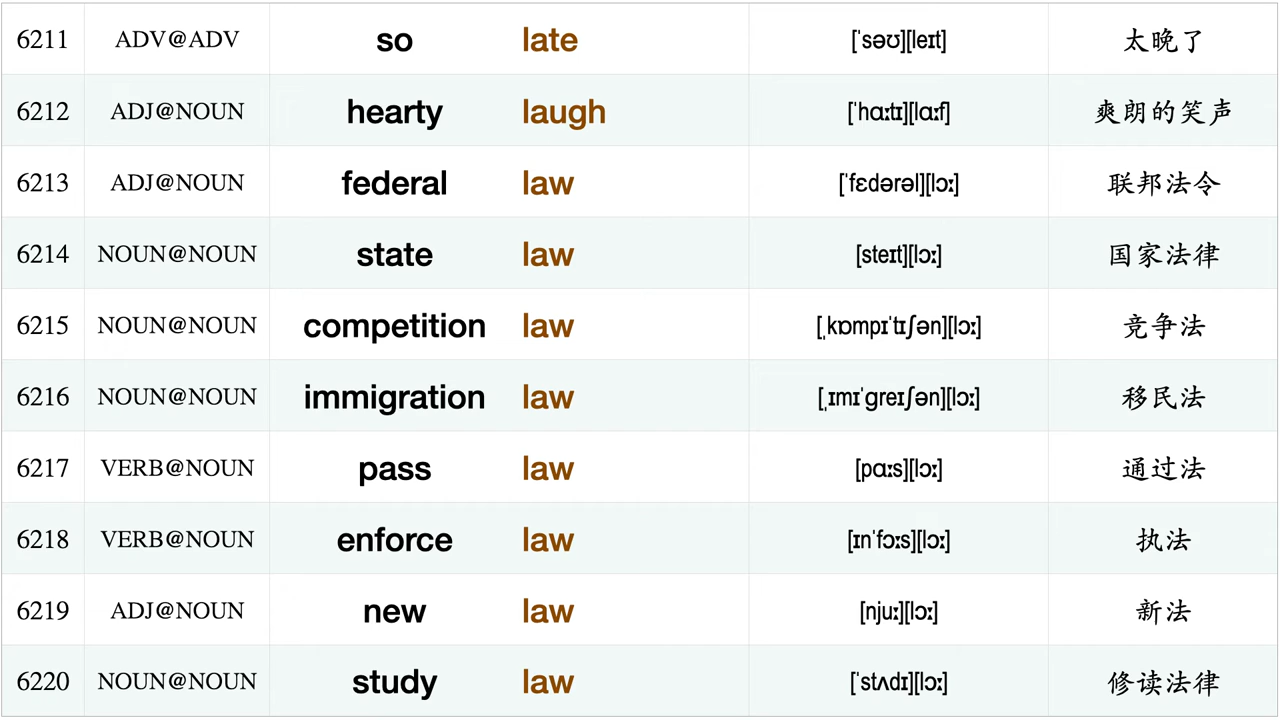 6211 ADV@ADV so late [ˈsəʊ][leɪt] 太晚了
6212 ADJ@NOUN hearty laugh [ˈhɑːtɪ][lɑːf] 爽朗的笑声
6213 ADJ@NOUN federal law [ˈfɛdərəl][lɔː] 联邦法令
6214 NOUN@NOUN state law [steɪt][lɔː] 国家法律
6215 NOUN@NOUN competition law [ˌkɒmpɪˈtɪʃən][lɔː] 竞争法
6216 NOUN@NOUN immigration law [ˌɪmɪˈɡreɪʃən][lɔː] 移民法
6217 VERB@NOUN pass law [pɑːs][lɔː] 通过法
6218 VERB@NOUN enforce law [ɪnˈfɔːs][lɔː] 执法
6219 ADJ@NOUN new law [njuː][lɔː] 新法
6220 NOUN@NOUN study law [ˈstʌdɪ][lɔː] 修读法律